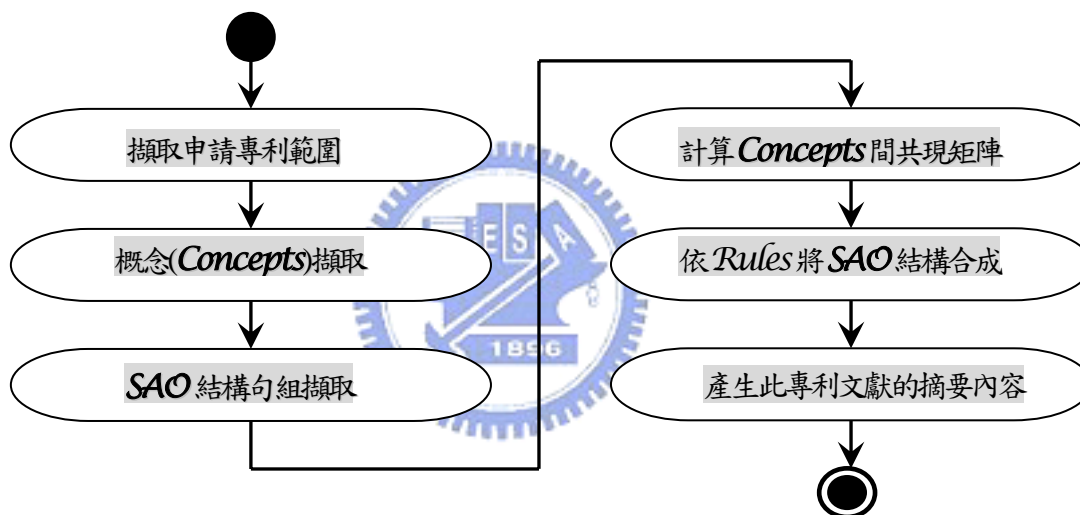 擷取申請專利範圍
概念(Concepts)擷取
SAO 結構句組擷取
計算 Concepts 間共現矩陣
依 Rules 將 SAO 結構合成
產生此專利文獻的摘要內容
E S A
1896